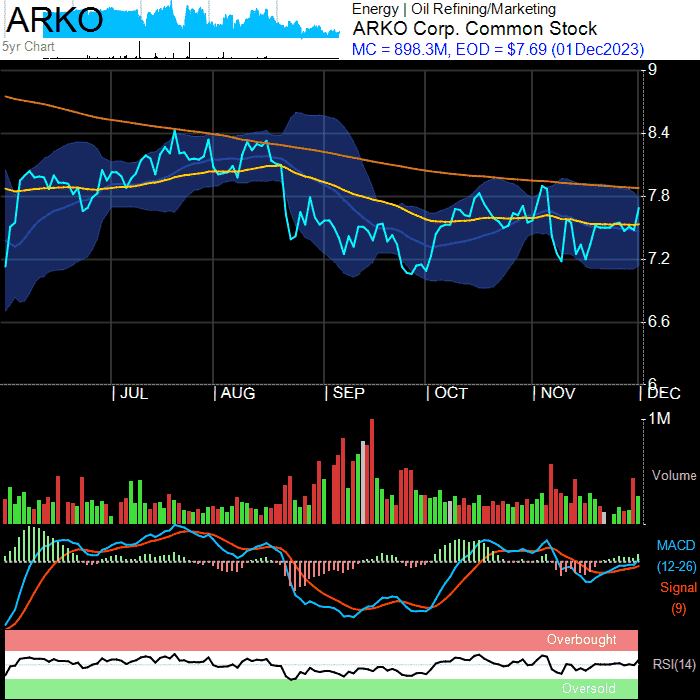 ARKO
5yr Chart
Energy | Oil Refining/Marketing
ARKO Corp. Common Stock
MC = 898.3M, EOD = $7.69 (01Dec2023)
9
8.4
7.8
7.2
6.6
6
| JUL | AUG | SEP | OCT | NOV | DEC
1M
Volume
MACD
(12-26)
Signal
(9)
Overbought
RSI(14)
Oversold